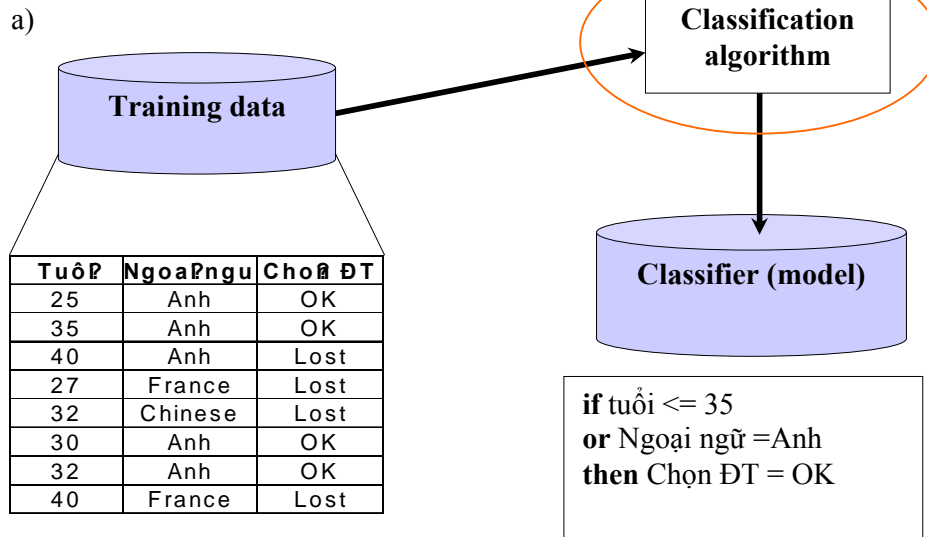 a)
Classification
algorithm
Training data
Classifier (model)
Ngoại ngữ
25 Anh OK
35 Anh OK
40 Anh Lost
27 France Lost
32 Chinese Lost
30 Anh OK
32 Anh OK
40 France Lost
if tuổi <= 35
or Ngoại ngữ =Anh
then Chọn ĐT = OK